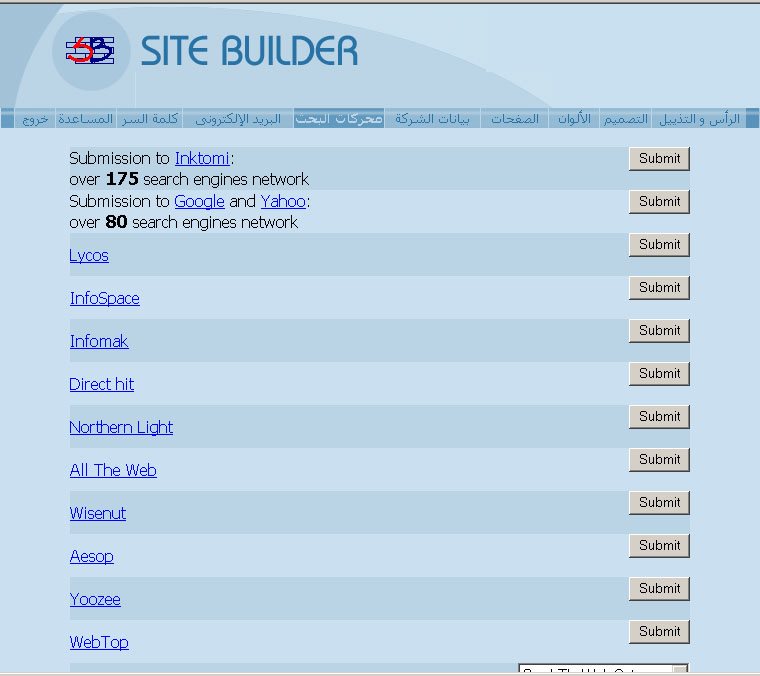 SB SITE BUILDER
الرأس و التذييل التصميم الألوان الصفحات بيانات الشركة محركات البحث البريد الإلكترونى كلمة السر المساعدة خروج
Submission to Inktomi: Submit
over 175 search engines network
Submission to Google and Yahoo: Submit
over 80 search engines network
Lycos Submit
InfoSpace Submit
Infomak Submit
Direct hit Submit
Northern Light Submit
All The Web Submit
Wisenut Submit
Aesop Submit
Yoozee Submit
WebTop Submit